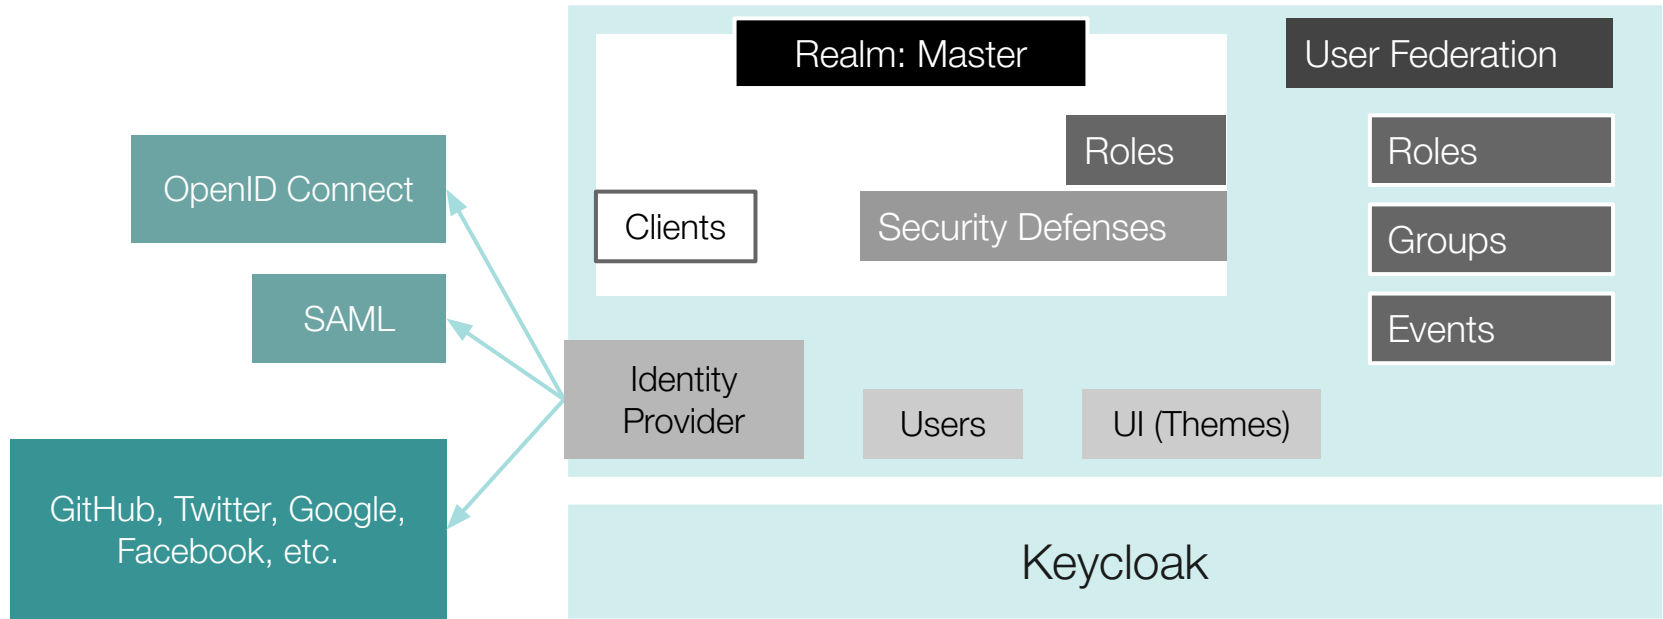 Realm: Master
User Federation
Roles
Roles
OpenID Connect
Clients
Security Defenses
Groups
SAML
Events
Identity
Provider
Users
UI (Themes)
GitHub, Twitter, Google,
Facebook, etc.
Keycloak